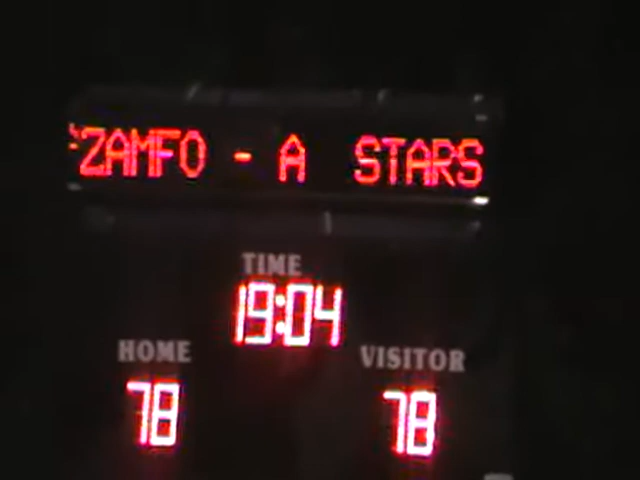 ZAMFO - A STARS
TIME
19:04
HOME VISITOR
78 78